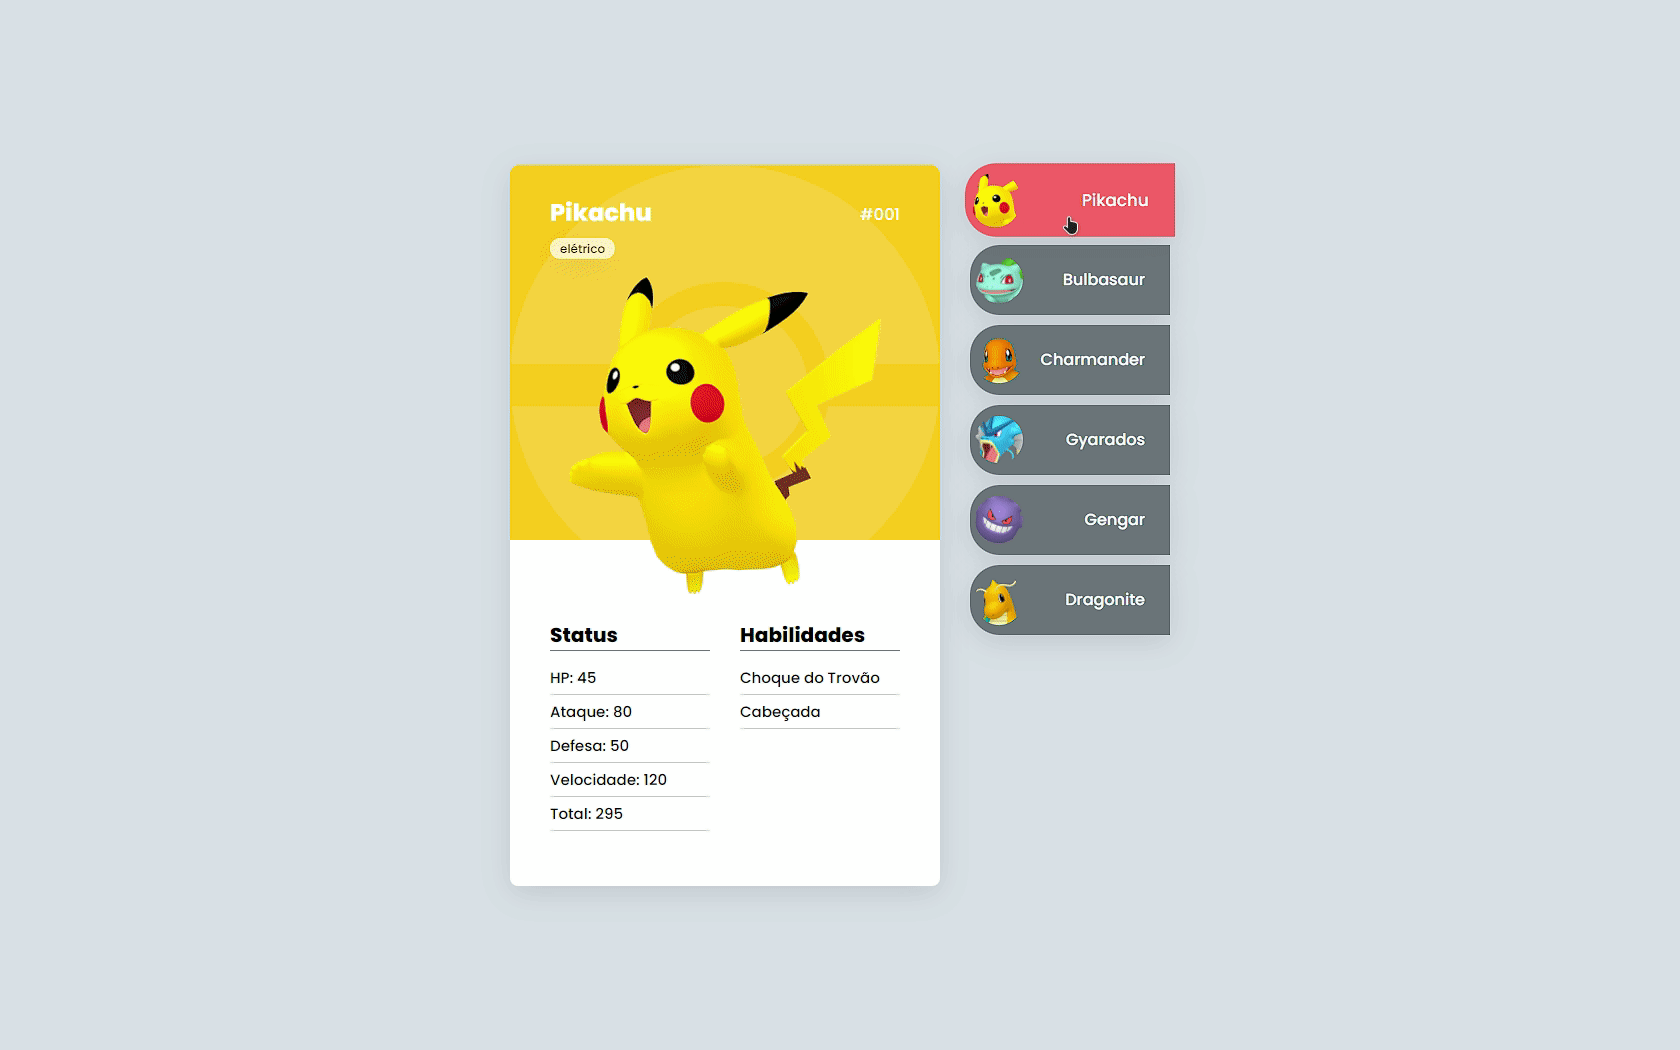 Pikachu
#001
elétrico
Status
HP: 45
Ataque: 80
Defesa: 50
Velocidade: 120
Total: 295
Habilidades
Choque do Trovão
Cabeçada
Pikachu
Bulbasaur
Charmander
Gyarados
Gengar
Dragonite